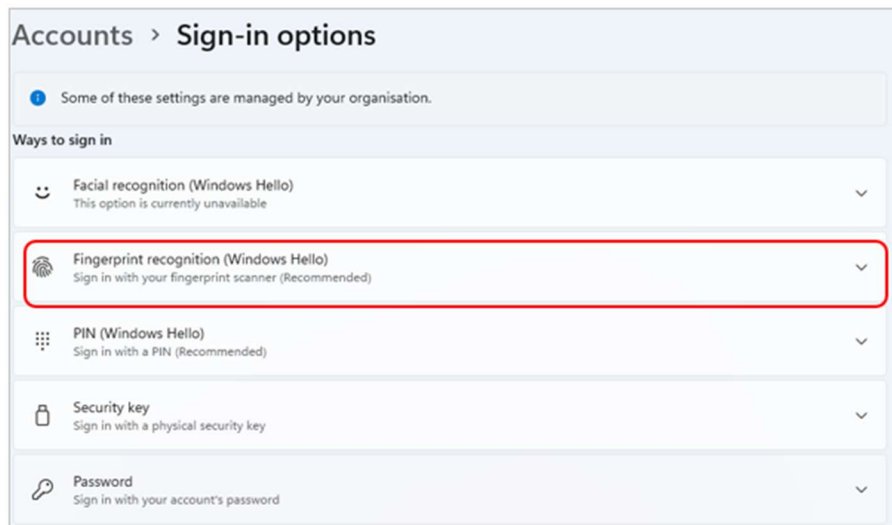 Accounts > Sign-in options
Some of these settings are managed by your organisation.
Ways to sign in
Facial recognition (Windows Hello)
This option is currently unavailable
Fingerprint recognition (Windows Hello)
Sign in with your fingerprint scanner (Recommended)
PIN (Windows Hello)
Sign in with a PIN (Recommended)
Security key
Sign in with a physical security key
Password
Sign in with your account's password